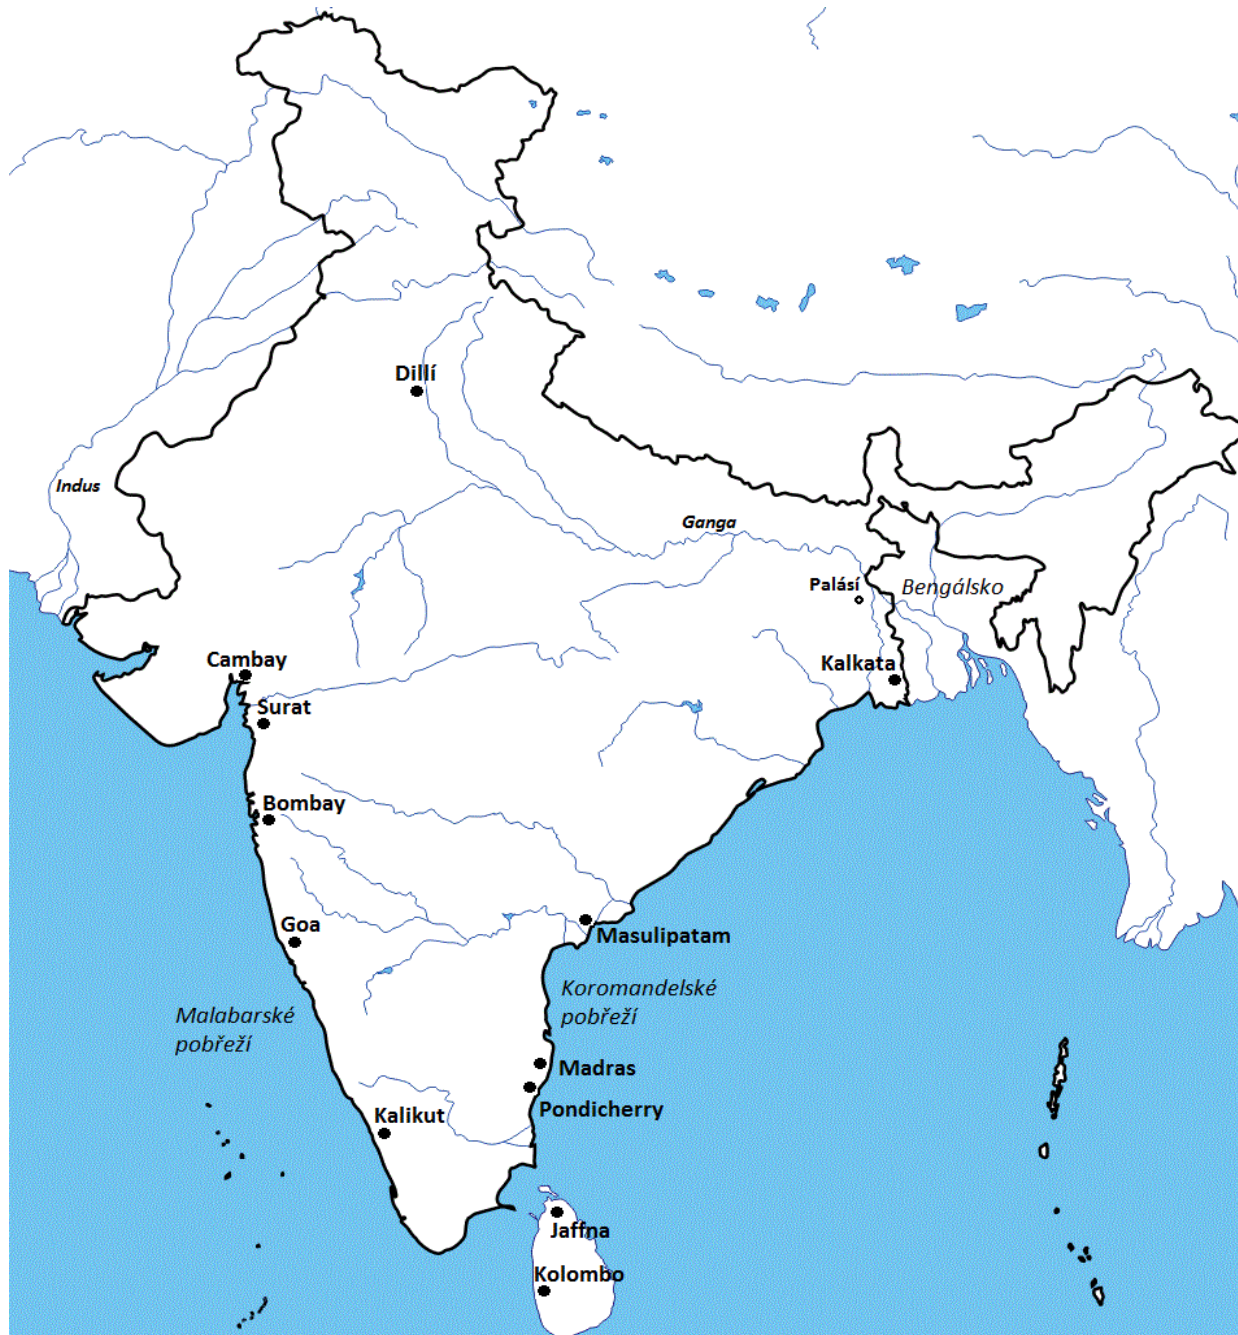 Dillí
Indus
Ganga
Palásí
Bengálsko
Cambay
Kalkata
Surat
Bombay
Goa
Masulipatam
Koromandelské
pobřeží
Malabarské
pobřeží
Madras
Pondicherry
Kalikut
Jaffna
Kolombo